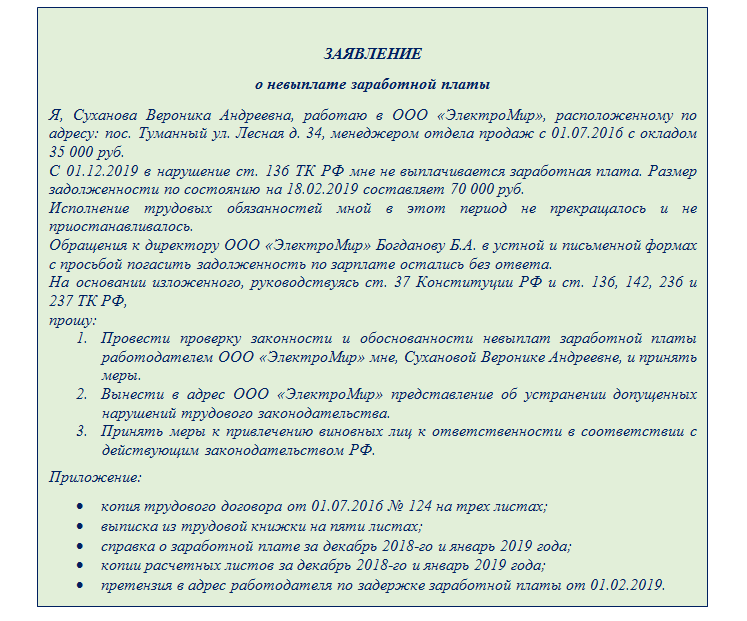 ЗАЯВЛЕНИЕ
о невыплате заработной платы
Я, Суханова Вероника Андреевна, работаю в ООО «ЭлектроМир», расположенному по
адресу: пос. Туманный ул. Лесная д. 34, менеджером отдела продаж с 01.07.2016 с окладом
35 000 руб.
С 01.12.2019 в нарушение ст. 136 ТК РФ мне не выплачивается заработная плата. Размер
задолженности по состоянию на 18.02.2019 составляет 70 000 руб.
Исполнение трудовых обязанностей мной в этот период не прекращалось и не
приостанавливалось.
Обращения к директору ООО «ЭлектроМир» Богданову Б.А. в устной и письменной формах
с просьбой погасить задолженность по зарплате остались без ответа.
На основании изложенного, руководствуясь ст. 37 Конституции РФ и ст. 136, 142, 236 и
237 ТК РФ,
прошу:
1. Провести проверку законности и обоснованности невыплат заработной платы
работодателем ООО «ЭлектроМир» мне, Сухановой Веронике Андреевне, и принять
меры.
2. Вынести в адрес ООО «ЭлектроМир» представление об устранении допущенных
нарушений трудового законодательства.
3. Принять меры к привлечению виновных лиц к ответственности в соответствии с
действующим законодательством РФ.
Приложение:
• копия трудового договора от 01.07.2016 № 124 на трех листах;
• выписка из трудовой книжки на пяти листах;
• справка о заработной плате за декабрь 2018-го и январь 2019 года;
• копии расчетных листов за декабрь 2018-го и январь 2019 года;
• претензия в адрес работодателя по задержке заработной платы от 01.02.2019.